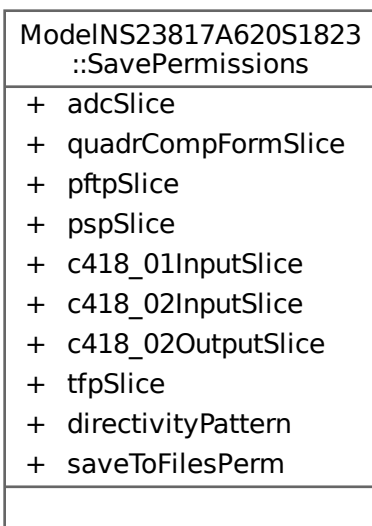 ModelNS23817A620S1823
::SavePermissions
+ adcSlice
+ quadrCompFormSlice
+ pftpSlice
+ pspSlice
+ c418_01InputSlice
+ c418_02InputSlice
+ c418_02OutputSlice
+ tfpSlice
+ directivityPattern
+ saveToFilesPerm